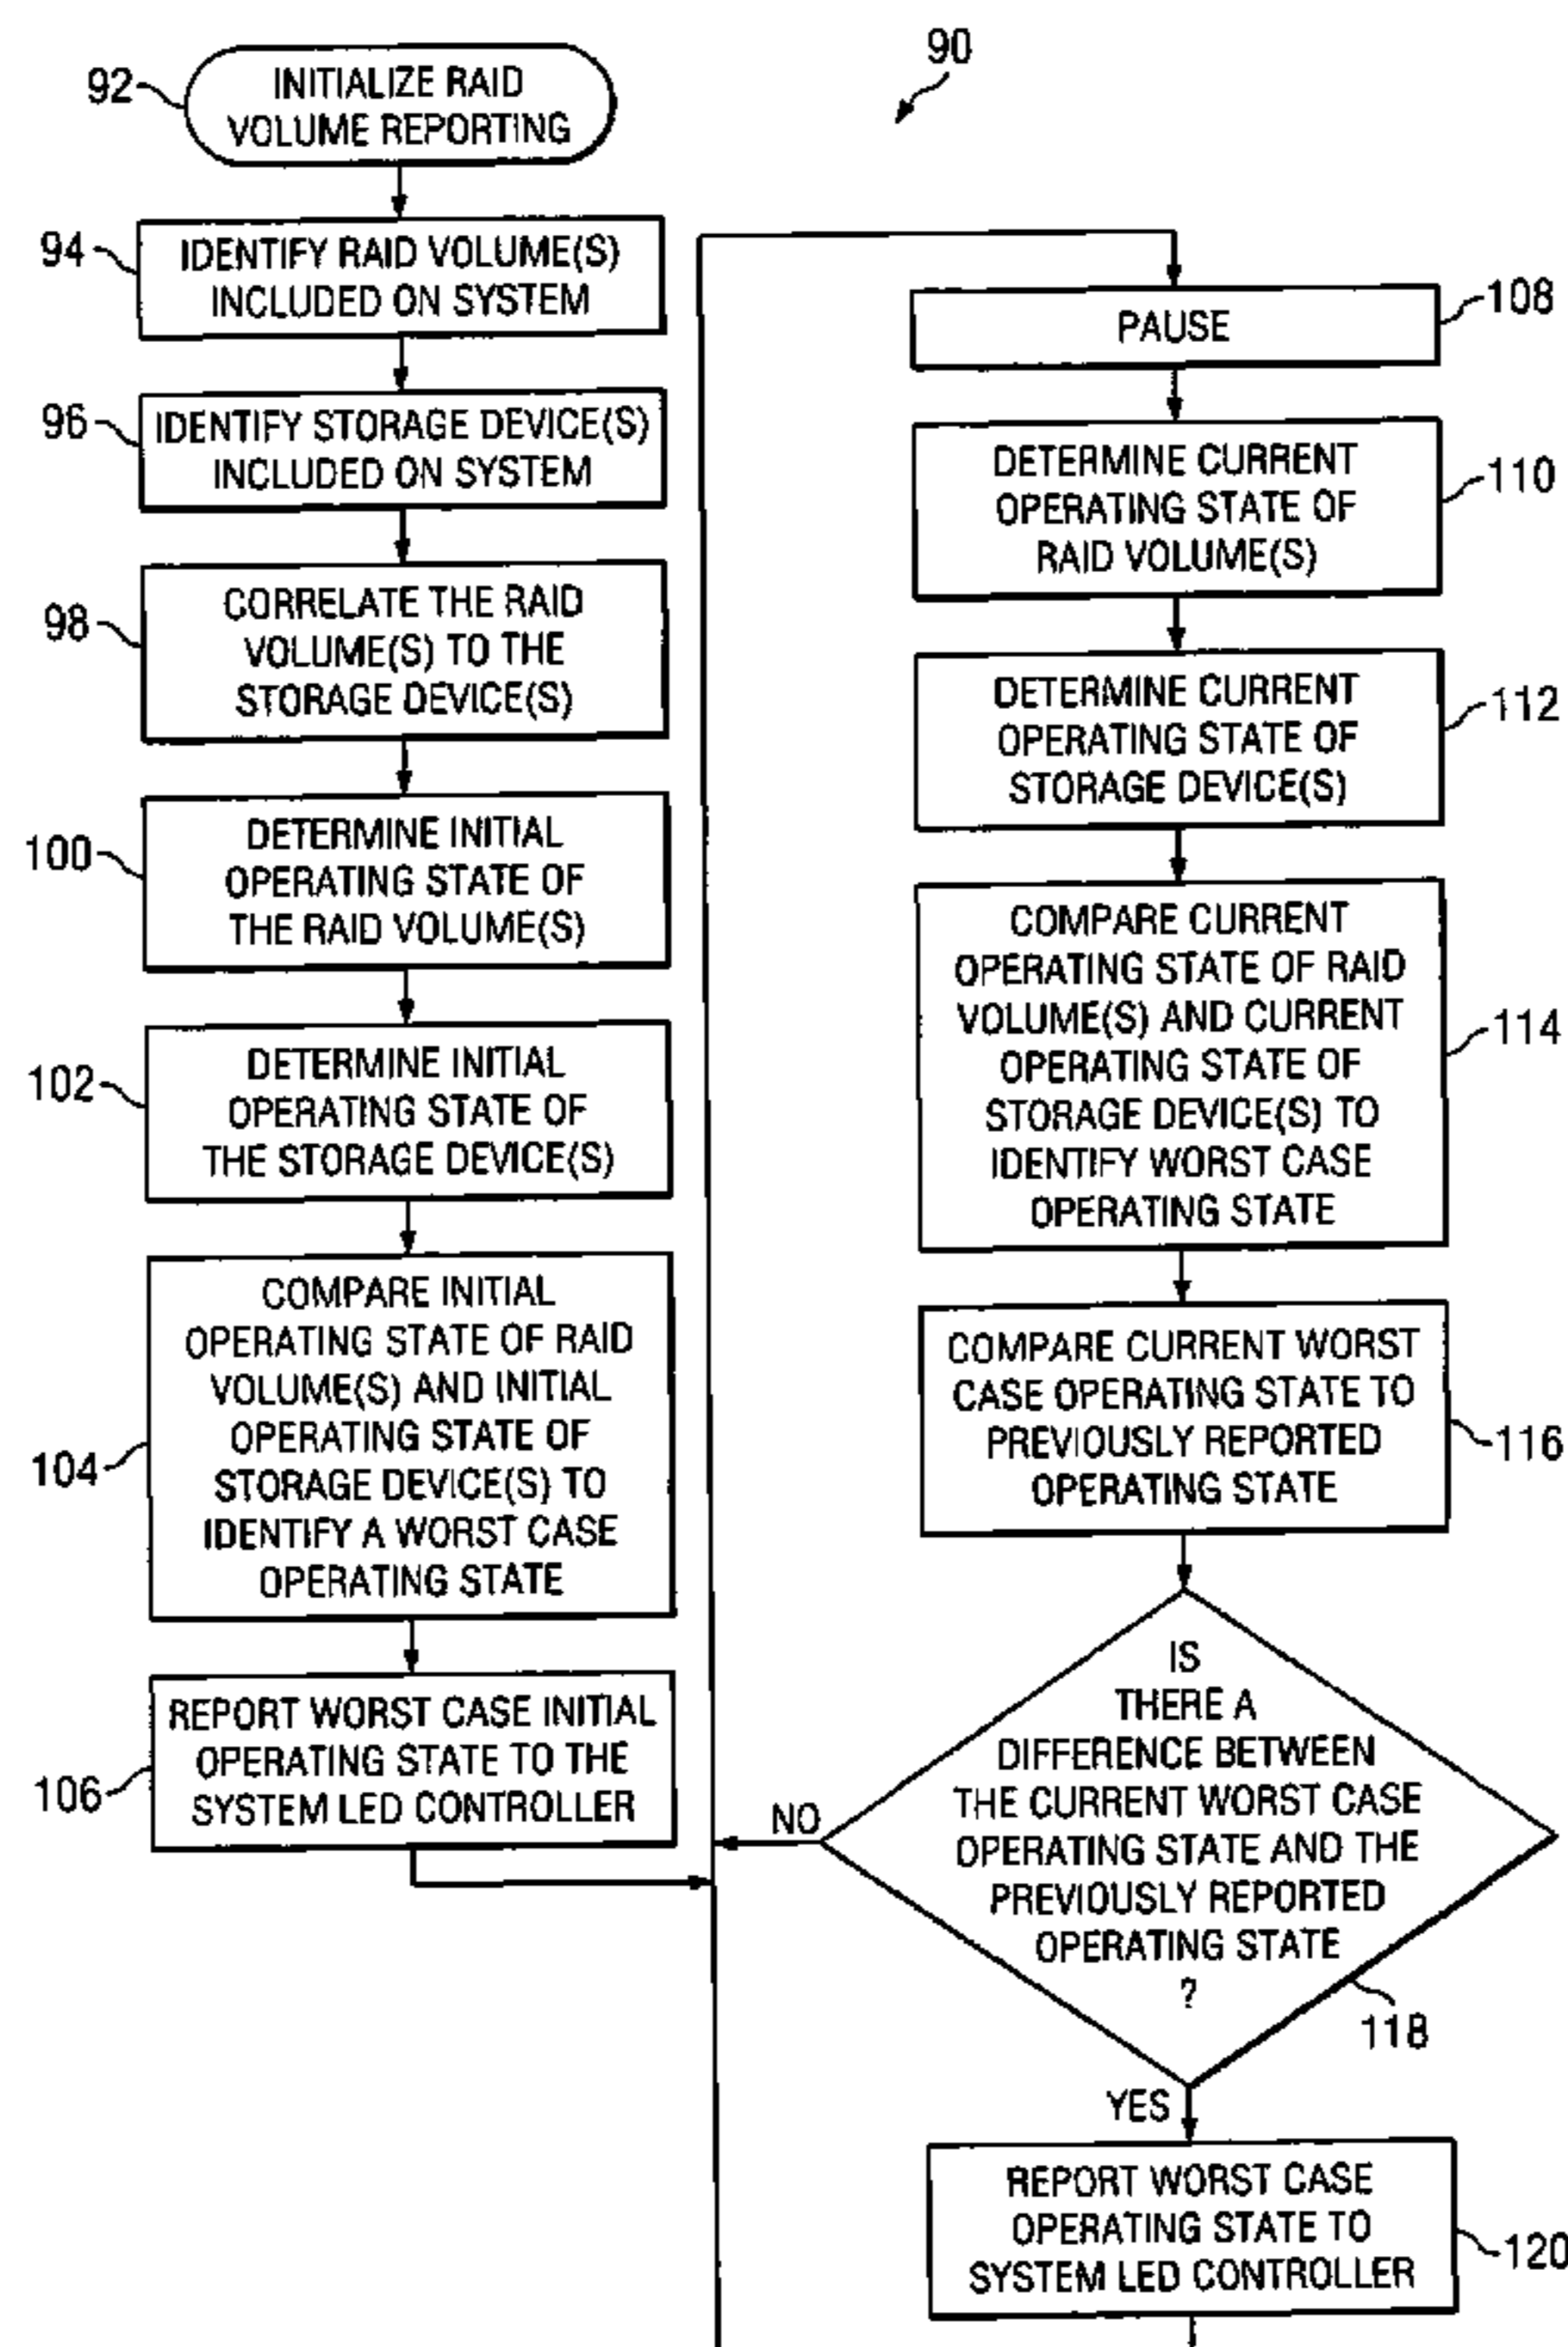 90
92
INITIALIZE RAID
VOLUME REPORTING
94
IDENTIFY RAID VOLUME(S)
INCLUDED ON SYSTEM
96
IDENTIFY STORAGE DEVICE(S)
INCLUDED ON SYSTEM
98
CORRELATE THE RAID
VOLUME(S) TO THE
STORAGE DEVICE(S)
100
DETERMINE INITIAL
OPERATING STATE OF
THE RAID VOLUME(S)
102
DETERMINE INITIAL
OPERATING STATE OF
THE STORAGE DEVICE(S)
104
COMPARE INITIAL
OPERATING STATE OF RAID
VOLUME(S) AND INITIAL
OPERATING STATE OF
STORAGE DEVICE(S) TO
IDENTIFY A WORST CASE
OPERATING STATE
106
REPORT WORST CASE INITIAL
OPERATING STATE TO THE
SYSTEM LED CONTROLLER
PAUSE
108
DETERMINE CURRENT
OPERATING STATE OF
RAID VOLUME(S)
110
DETERMINE CURRENT
OPERATING STATE OF
STORAGE DEVICE(S)
112
COMPARE CURRENT
OPERATING STATE OF RAID
VOLUME(S) AND CURRENT
OPERATING STATE OF
STORAGE DEVICE(S) TO
IDENTIFY WORST CASE
OPERATING STATE
114
COMPARE CURRENT WORST
CASE OPERATING STATE TO
PREVIOUSLY REPORTED
OPERATING STATE
116
IS
THERE A
DIFFERENCE BETWEEN
THE CURRENT WORST CASE
OPERATING STATE AND THE
PREVIOUSLY REPORTED
OPERATING STATE
?
118
NO
YES
REPORT WORST CASE
OPERATING STATE TO
SYSTEM LED CONTROLLER
120